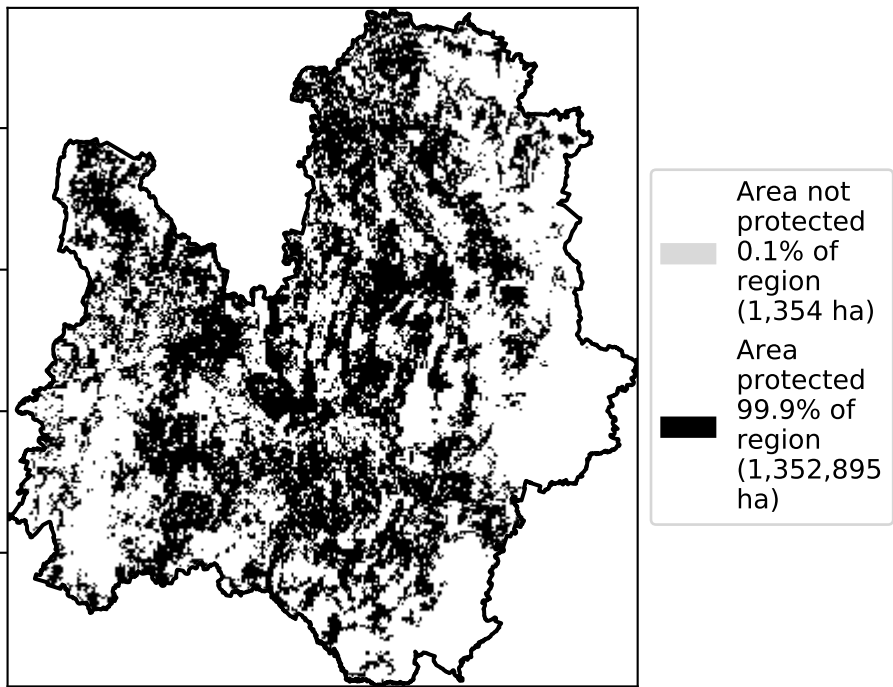 Area not
protected
0.1% of
region
(1,354 ha)
Area
protected
99.9% of
region
(1,352,895
ha)